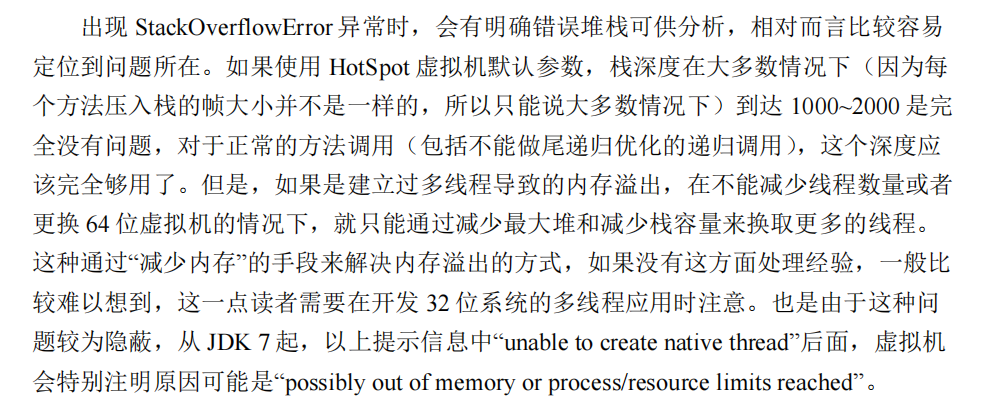 出现 StackOverflowError 异常时，会有明确错误堆栈可供分析，相对而言比较容易
定位到问题所在。如果使用 HotSpot 虚拟机默认参数，栈深度在大多数情况下（因为每
个方法压入栈的帧大小并不是一样的，所以只能说大多数情况下）到达 1000~2000 是完
全没有问题，对于正常的方法调用（包括不能做尾递归优化的递归调用），这个深度应
该完全够用了。但是，如果是建立过多线程导致的内存溢出，在不能减少线程数量或者
更换 64 位虚拟机的情况下，就只能通过减少最大堆和减少栈容量来换取更多的线程。
这种通过“减少内存”的手段来解决内存溢出的方式，如果没有这方面处理经验，一般比
较难以想到，这一点读者需要在开发 32 位系统的多线程应用时注意。也是由于这种问
题较为隐蔽，从 JDK 7 起，以上提示信息中“unable to create native thread”后面，虚拟机
会特别注明原因可能是“possibly out of memory or process/resource limits reached”。